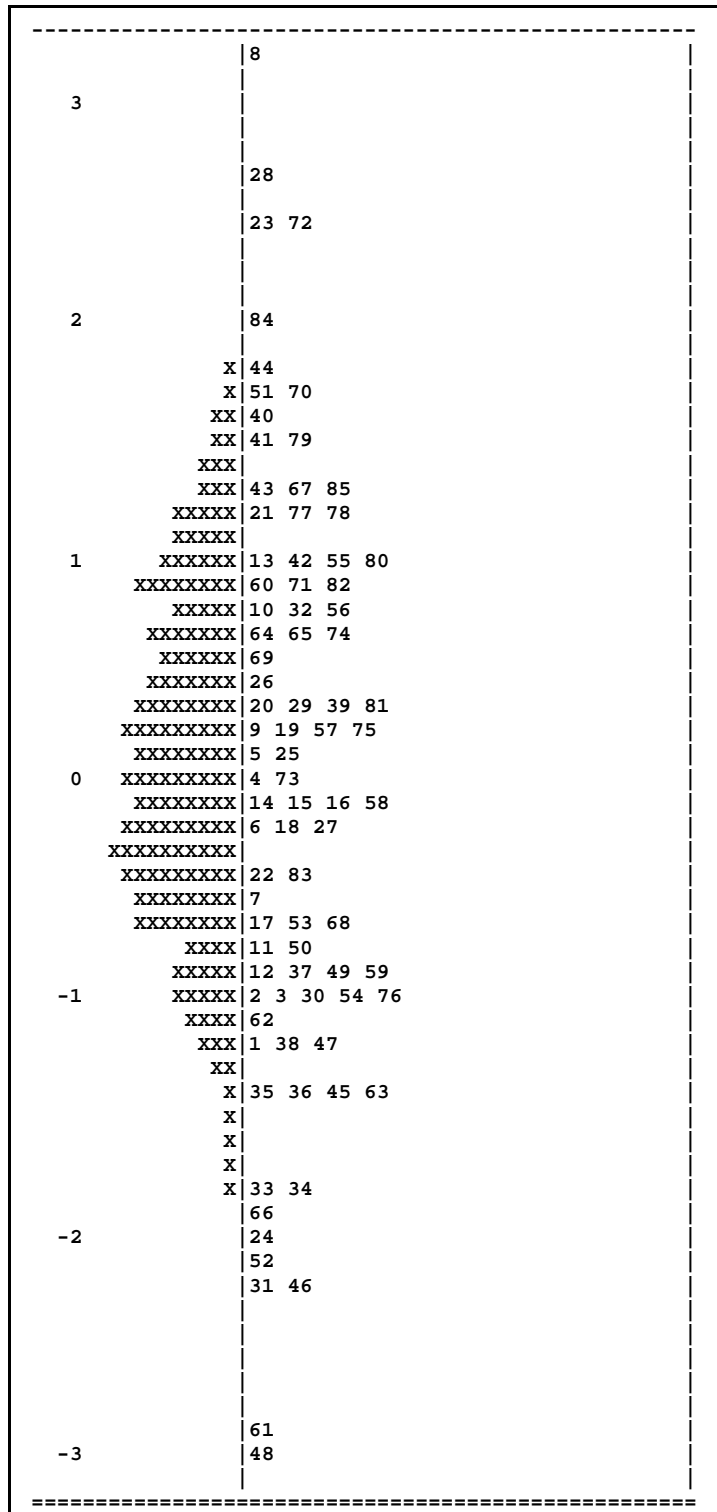 --------------------------------------------------
|8 |
| |
3 | |
| |
| |
|28 |
| |
|23 72 |
| |
| |
| |
2 |84 |
| |
X|44 |
X|51 70 |
XX|40 |
XX|41 79 |
XXX| |
XXX|43 67 85 |
XXXXX|21 77 78 |
XXXXX| |
1 XXXXXX|13 42 55 80 |
XXXXXXXX|60 71 82 |
XXXXX|10 32 56 |
XXXXXXX|64 65 74 |
XXXXXX|69 |
XXXXXXX|26 |
XXXXXXXX|20 29 39 81 |
XXXXXXXXX|9 19 57 75 |
XXXXXXXX|5 25 |
0 XXXXXXXXX|4 73 |
XXXXXXXX|14 15 16 58 |
XXXXXXXXX|6 18 27 |
XXXXXXXXXX| |
XXXXXXXXX|22 83 |
XXXXXXXX|7 |
XXXXXXXX|17 53 68 |
XXXX|11 50 |
XXXXX|12 37 49 59 |
-1 XXXXX|2 3 30 54 76 |
XXXX|62 |
XXX|1 38 47 |
XX| |
X|35 36 45 63 |
X| |
X| |
X| |
X|33 34 |
|66 |
-2 |24 |
|52 |
|31 46 |
| |
| |
| |
| |
| |
|61 |
-3 |48 |
| |
==================================================